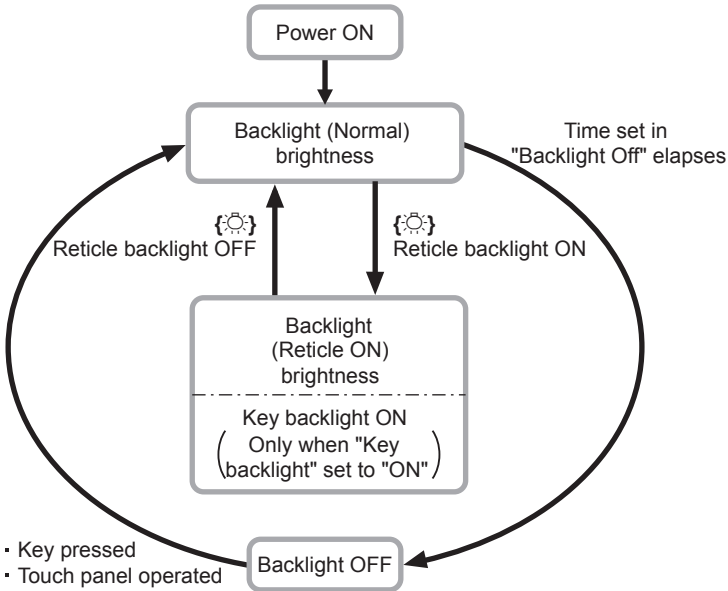 Power ON
Backlight (Normal)
brightness
Time set in
"Backlight Off" elapses
{ }
Reticle backlight OFF
{ }
Reticle backlight ON
Backlight
(Reticle ON)
brightness
Key backlight ON
(Only when "Key
backlight" set to "ON")
· Key pressed
· Touch panel operated
Backlight OFF